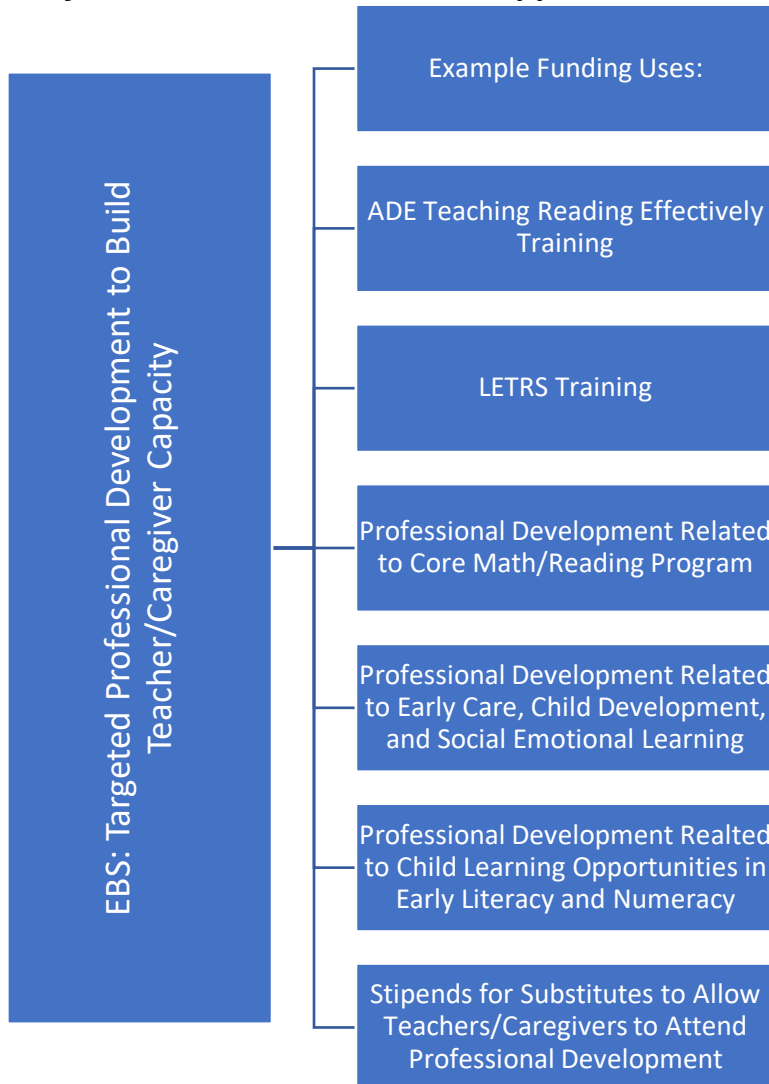 EBS: Targeted Professional Development to Build
Teacher/Caregiver Capacity
Example Funding Uses:
ADE Teaching Reading Effectively
Training
LETRS Training
Professional Development Related
to Core Math/Reading Program
Professional Development Related
to Early Care, Child Development,
and Social Emotional Learning
Professional Development Realted
to Child Learning Opportunities in
Early Literacy and Numeracy
Stipends for Substitutes to Allow
Teachers/Caregivers to Attend
Professional Development